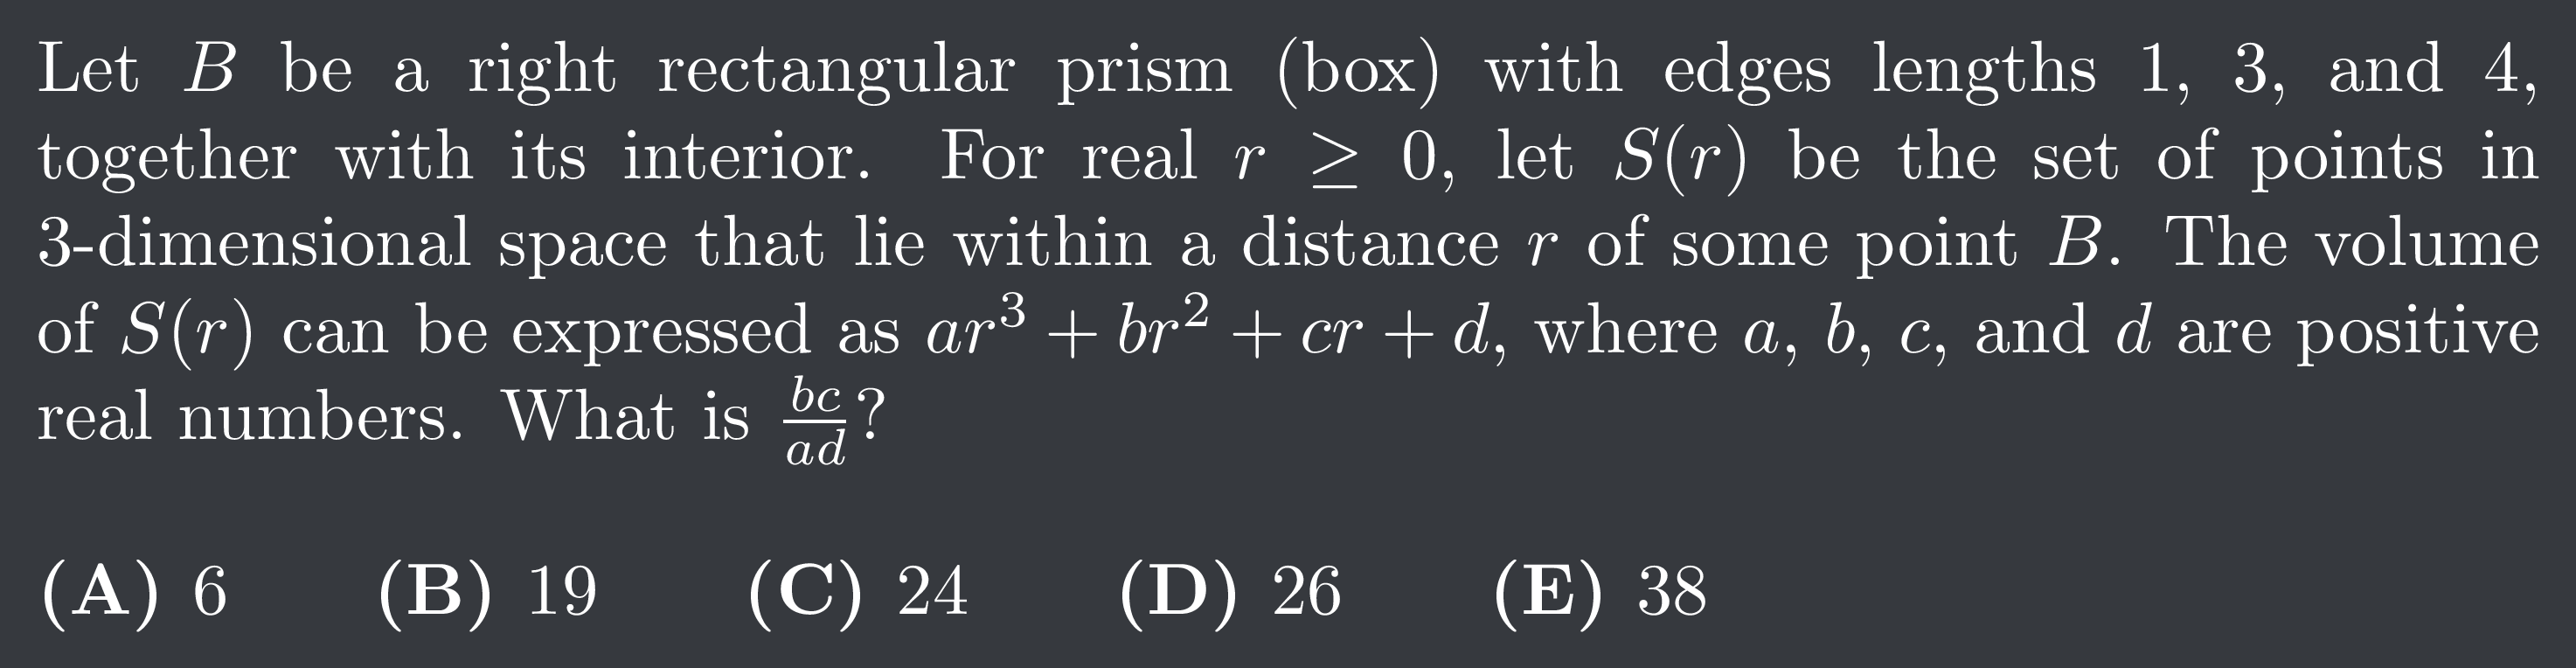 Let B be a right rectangular prism (box) with edges lengths 1, 3, and 4,
together with its interior. For real r ≥ 0, let S(r) be the set of points in
3-dimensional space that lie within a distance r of some point B. The volume
of S(r) can be expressed as ar³ + br² + cr + d, where a, b, c, and d are positive
real numbers. What is $\frac{bc}{ad}$?
(A) 6 (B) 19 (C) 24 (D) 26 (E) 38